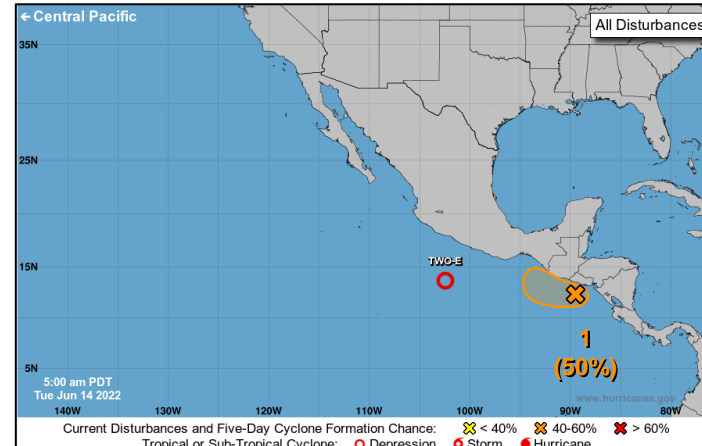 ← Central Pacific
All Disturbances
35N
25N
TWO-E
15N
1
(50%)
5N
5:00 am PDT
Tue Jun 14 2022
www.hurricanes.gov
140W 130W 120W 110W 100W 90W 80W
Current Disturbances and Five-Day Cyclone Formation Chance: < 40% 40-60% > 60%
Tropical or Sub-Tropical Cyclone: Depression Storm Hurricane